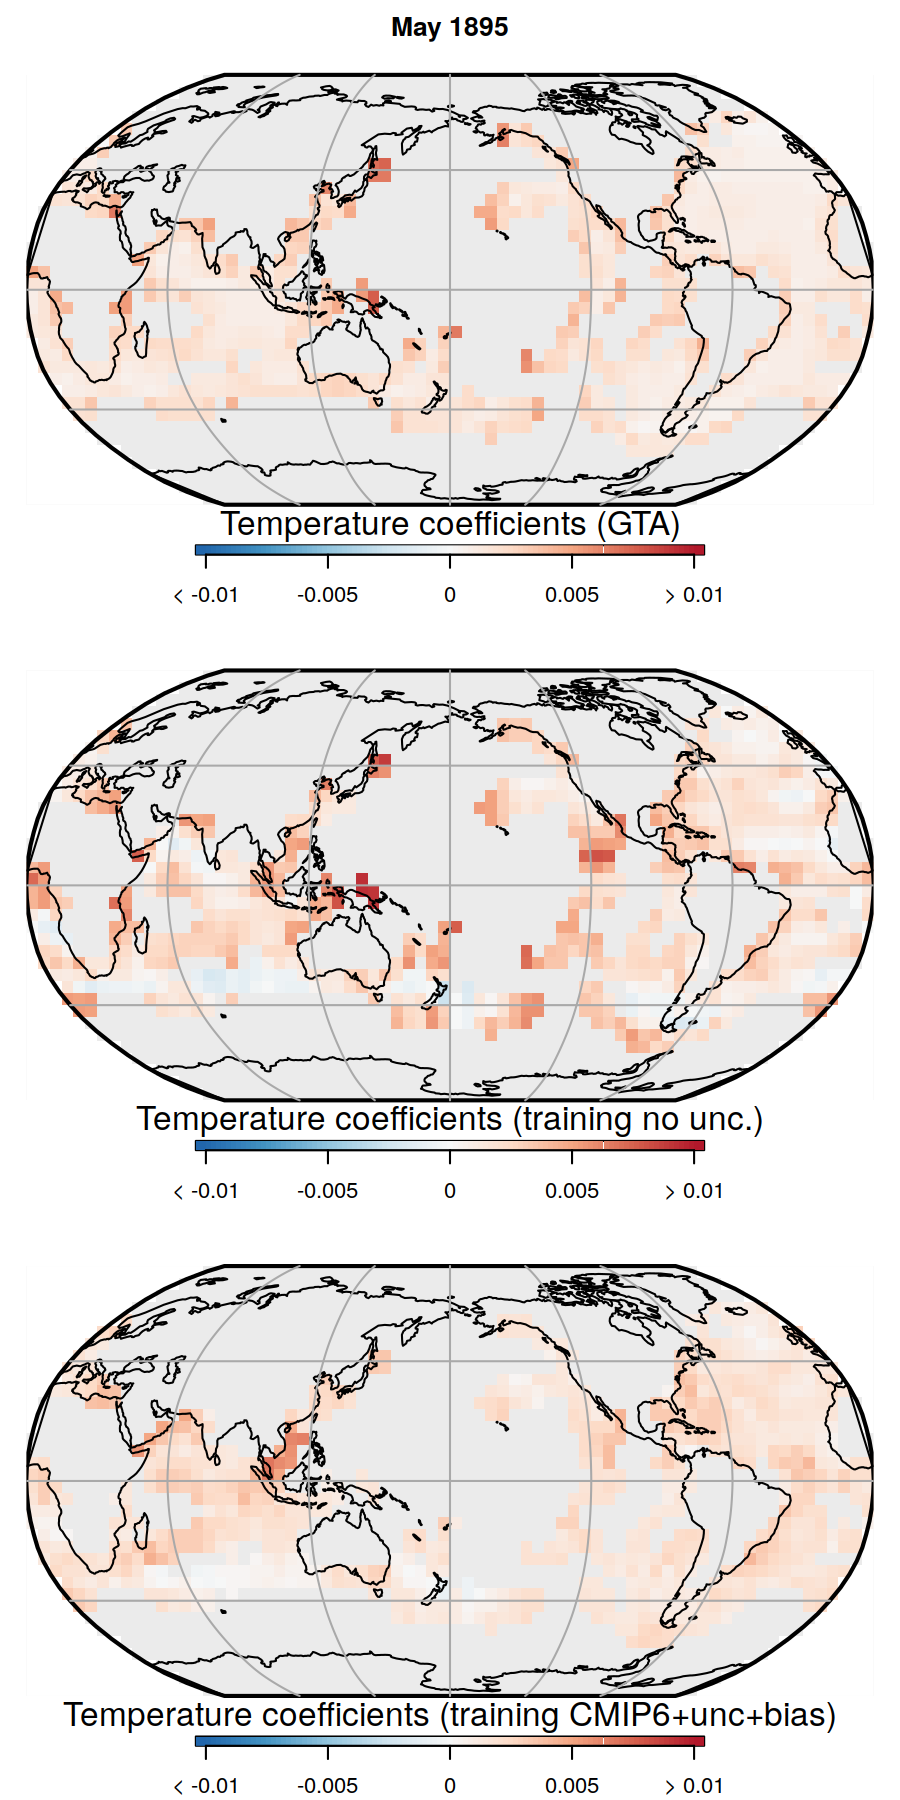 May 1895
Temperature coefficients (GTA)
< -0.01 -0.005 0 0.005 > 0.01
Temperature coefficients (training no unc.)
< -0.01 -0.005 0 0.005 > 0.01
Temperature coefficients (training CMIP6+unc+bias)
< -0.01 -0.005 0 0.005 > 0.01